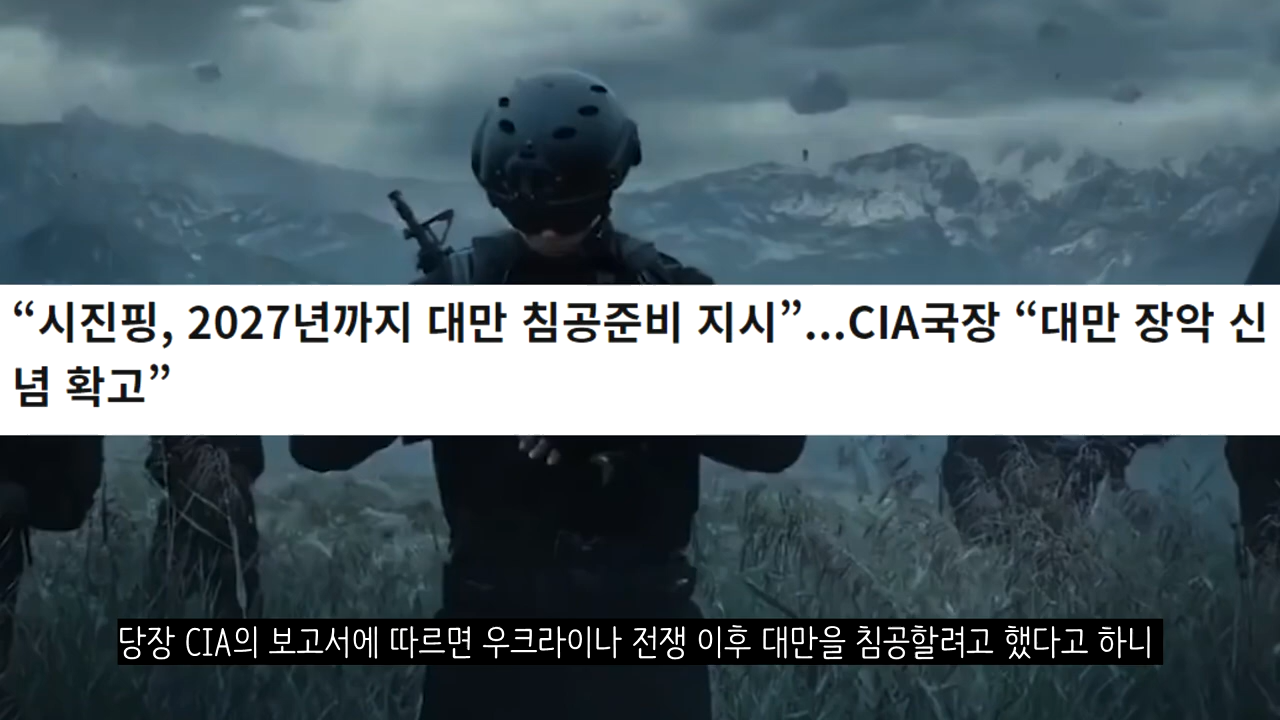 “시진핑, 2027년까지 대만 침공준비 지시”...CIA국장 “대만 장악 신
념 확고”
당장 CIA의 보고서에 따르면 우크라이나 전쟁 이후 대만을 침공할려고 했다고 하니